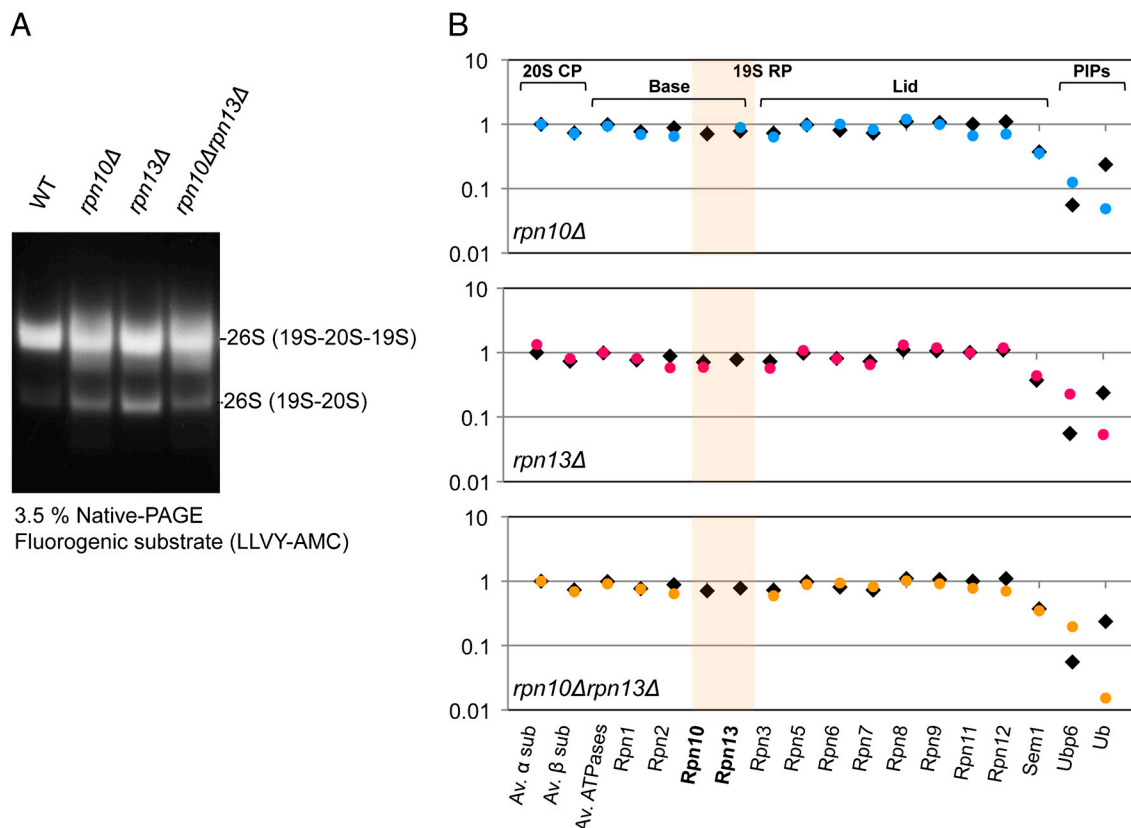 A
WT
rpn10Δ
rpn13Δ
rpn10Δrpn13Δ
-26S (19S-20S-19S)
-26S (19S-20S)
3.5 % Native-PAGE
Fluorogenic substrate (LLVY-AMC)
B
10
1
0.1
0.01
20S CP
19S RP
PIPs
Base
Lid
rpn10Δ
10
1
0.1
0.01
rpn13Δ
10
1
0.1
0.01
rpn10Δrpn13Δ
Av. α sub
Av. β sub
Av. ATPases
Rpn1
Rpn2
Rpn10
Rpn13
Rpn3
Rpn5
Rpn6
Rpn7
Rpn8
Rpn9
Rpn11
Rpn12
Sem1
Ubp6
Ub